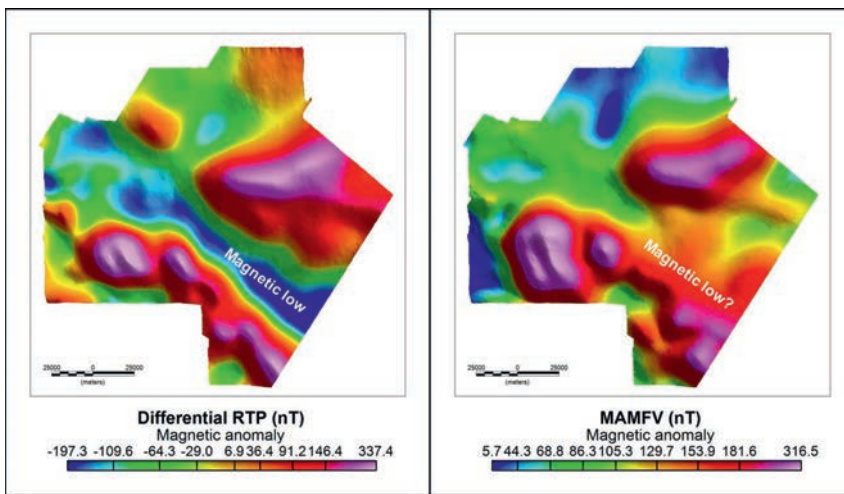 Magnetic low
25000 0 25000
(meters)
Differential RTP (nT)
Magnetic anomaly
-197.3 -109.6 -64.3 -29.0 6.9 36.4 91.2 146.4 337.4
Magnetic low?
25000 0 25000
(meters)
MAMFV (nT)
Magnetic anomaly
5.7 44.3 68.8 86.3 105.3 129.7 153.9 181.6 316.5